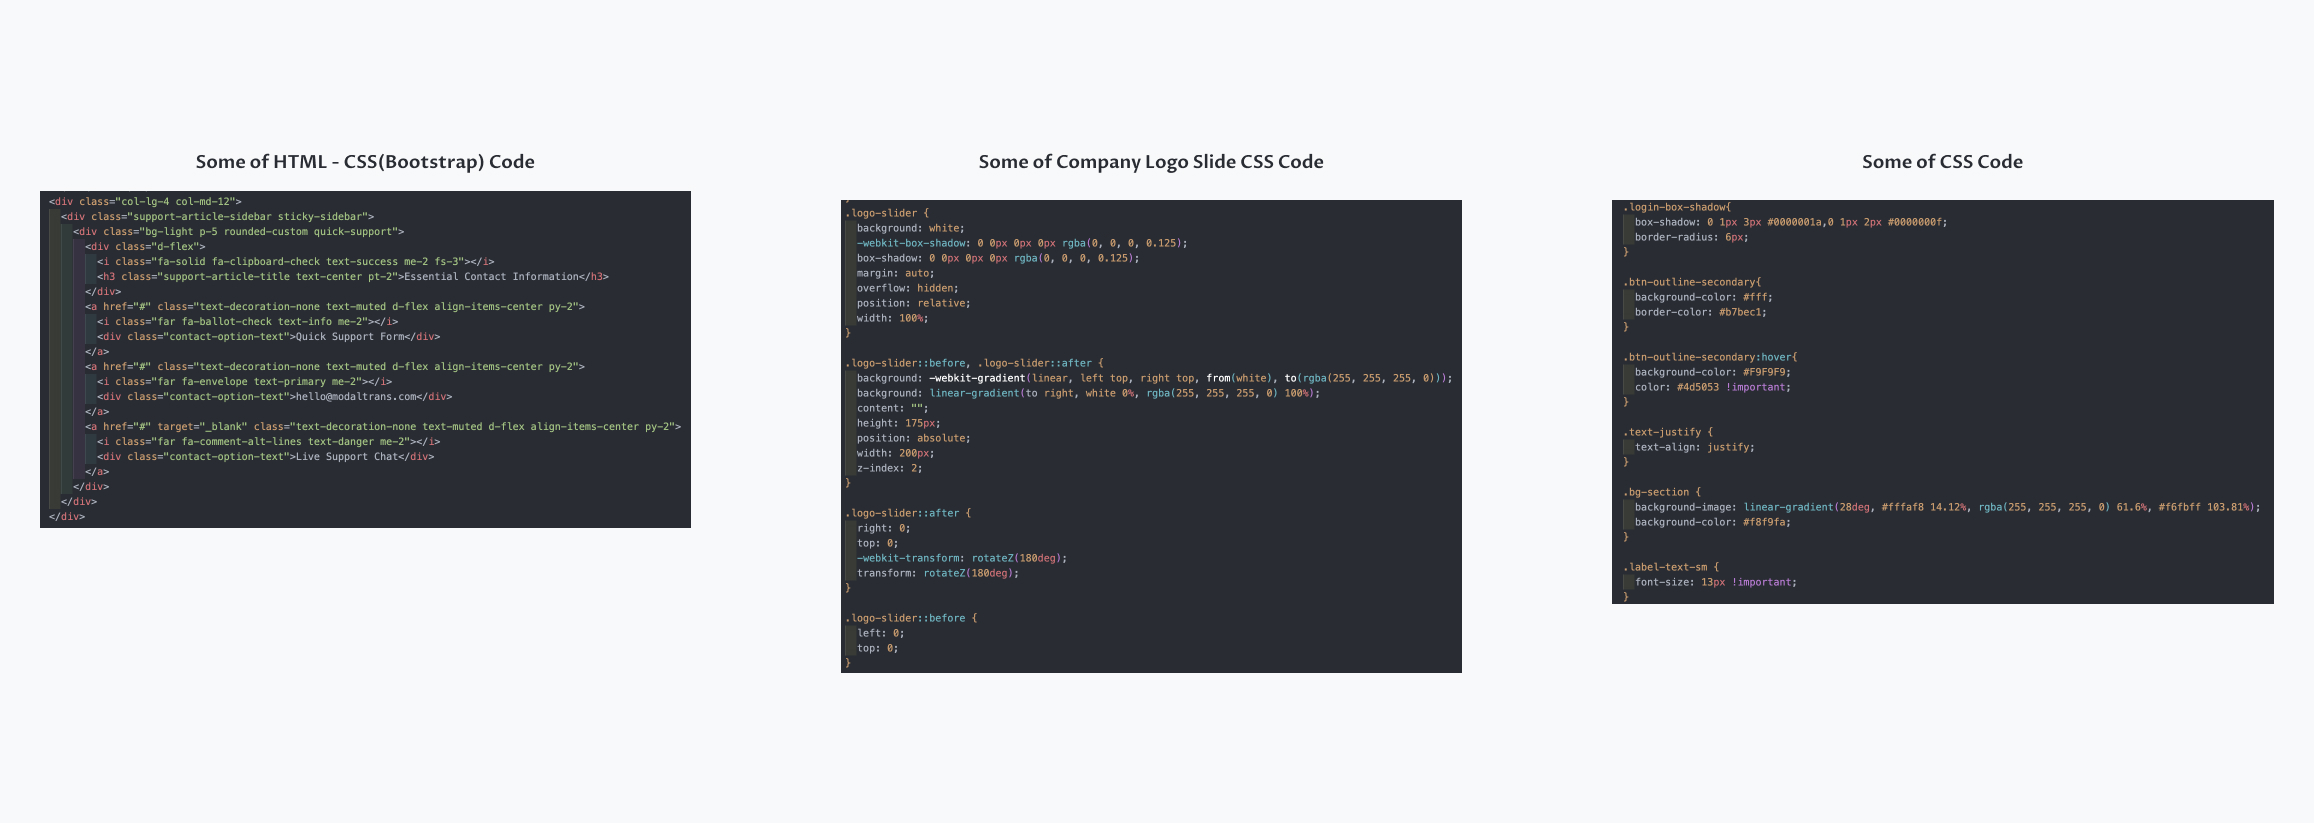 Some of HTML - CSS(Bootstrap) Code
<div class="col-lg-4 col-md-12">
<div class="support-article-sidebar sticky-sidebar">
<div class="bg-light p-5 rounded-custom quick-support">
<div class="d-flex">
<i class="fa-solid fa-clipboard-check text-success me-2 fs-3"></i>
<h3 class="support-article-title text-center pt-2">Essential Contact Information</h3>
</div>
<a href="#" class="text-decoration-none text-muted d-flex align-items-center py-2">
<i class="far fa-ballot-check text-info me-2"></i>
<div class="contact-option-text">Quick Support Form</div>
</a>
<a href="#" class="text-decoration-none text-muted d-flex align-items-center py-2">
<i class="far fa-envelope text-primary me-2"></i>
<div class="contact-option-text">hello@modaltrans.com</div>
</a>
<a href="#" target="_blank" class="text-decoration-none text-muted d-flex align-items-center py-2">
<i class="far fa-comment-alt-lines text-danger me-2"></i>
<div class="contact-option-text">Live Support Chat</div>
</a>
</div>
</div>
</div>
Some of Company Logo Slide CSS Code
.logo-slider {
background: white;
-webkit-box-shadow: 0 0px 0px 0px rgba(0, 0, 0, 0.125);
box-shadow: 0 0px 0px 0px rgba(0, 0, 0, 0.125);
margin: auto;
overflow: hidden;
position: relative;
width: 100%;
}
.logo-slider::before, .logo-slider::after {
background: -webkit-gradient(linear, left top, right top, from(white), to(rgba(255, 255, 255, 0)));
background: linear-gradient(to right, white 0%, rgba(255, 255, 255, 0) 100%);
content: "";
height: 175px;
position: absolute;
width: 200px;
z-index: 2;
}
.logo-slider::after {
right: 0;
top: 0;
-webkit-transform: rotateZ(180deg);
transform: rotateZ(180deg);
}
.logo-slider::before {
left: 0;
top: 0;
}
Some of CSS Code
.login-box-shadow{
box-shadow: 0 1px 3px #0000001a,0 1px 2px #0000000f;
border-radius: 6px;
}
.btn-outline-secondary{
background-color: #fff;
border-color: #b7bec1;
}
.btn-outline-secondary:hover{
background-color: #F9F9F9;
color: #4d5053 !important;
}
.text-justify {
text-align: justify;
}
.bg-section {
background-image: linear-gradient(28deg, #fffaf8 14.12%, rgba(255, 255, 255, 0) 61.6%, #f6fbff 103.81%);
background-color: #f8f9fa;
}
.label-text-sm {
font-size: 13px !important;
}